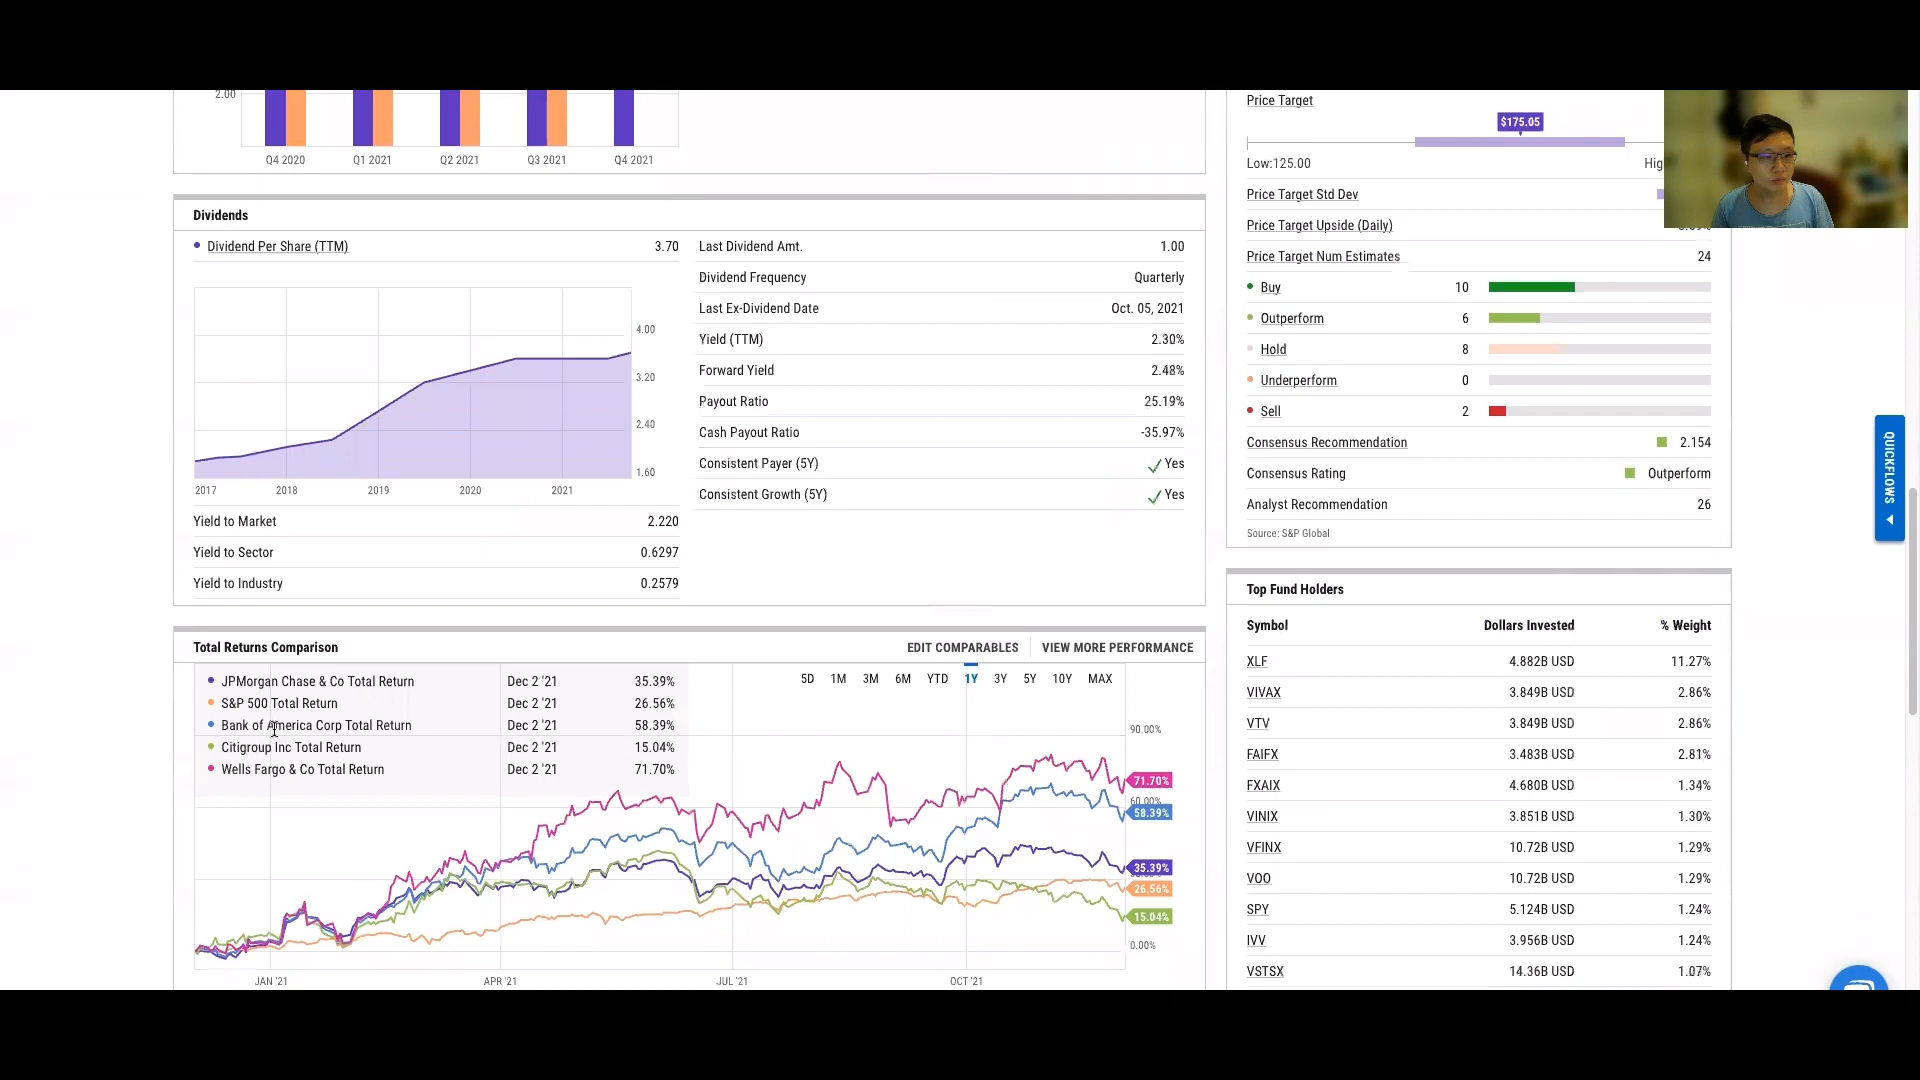 2.00
Q4 2020 Q1 2021 Q2 2021 Q3 2021 Q4 2021
Dividends
Dividend Per Share (TTM) 3.70
4.00
3.20
2.40
1.60
2017 2018 2019 2020 2021
Yield to Market 2.220
Yield to Sector 0.6297
Yield to Industry 0.2579
Last Dividend Amt. 1.00
Dividend Frequency Quarterly
Last Ex-Dividend Date Oct. 05, 2021
Yield (TTM) 2.30%
Forward Yield 2.48%
Payout Ratio 25.19%
Cash Payout Ratio -35.97%
Consistent Payer (5Y) Yes
Consistent Growth (5Y) Yes
Total Returns Comparison EDIT COMPARABLES VIEW MORE PERFORMANCE
5D 1M 3M 6M YTD 1Y 3Y 5Y 10Y MAX
JPMorgan Chase & Co Total Return Dec 2 '21 35.39%
S&P 500 Total Return Dec 2 '21 26.56%
Bank of America Corp Total Return Dec 2 '21 58.39%
Citigroup Inc Total Return Dec 2 '21 15.04%
Wells Fargo & Co Total Return Dec 2 '21 71.70%
90.00%
71.70%
60.00%
58.39%
35.39%
26.56%
15.04%
0.00%
JAN '21 APR '21 JUL '21 OCT '21
Price Target
$175.05
Low:125.00
Price Target Std Dev
Price Target Upside (Daily)
Price Target Num Estimates 24
Buy 10
Outperform 6
Hold 8
Underperform 0
Sell 2
Consensus Recommendation 2.154
Consensus Rating Outperform
Analyst Recommendation 26
Source: S&P Global
Top Fund Holders
Symbol Dollars Invested % Weight
XLF 4.882B USD 11.27%
VIVAX 3.849B USD 2.86%
VTV 3.849B USD 2.86%
FAIFX 3.483B USD 2.81%
FXAIX 4.680B USD 1.34%
VINIX 3.851B USD 1.30%
VFINX 10.72B USD 1.29%
VOO 10.72B USD 1.29%
SPY 5.124B USD 1.24%
IVV 3.956B USD 1.24%
VSTSX 14.36B USD 1.07%
QUICKFLOWS